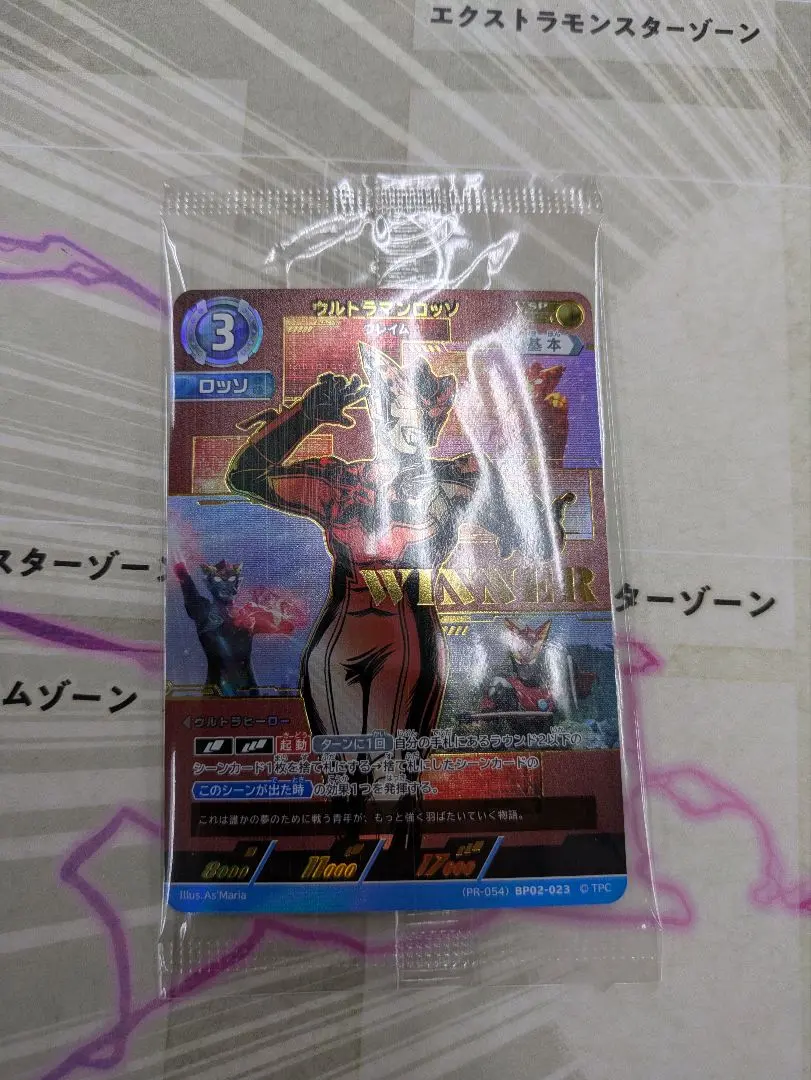 エクストラモンスターゾーン
ウルトラマンロッソ
フレイム
3
基本
ロッソ
WINNER
スターゾーン
ターゾーン
ムゾーン
ウルトラヒーロー
起動 ターンに1回 自分の手札にあるラウンド2以下の
シーンカード1枚を捨て札にする→捨て札にしたシーンカードの
このシーンが出た時 の効果1つを発揮する。
これは誰かの夢のために戦う青年が、もっと強く羽ばたいていく物語。
8000 11000 17000
Illus.As'Maria (PR-054) BP02-023 © TPC